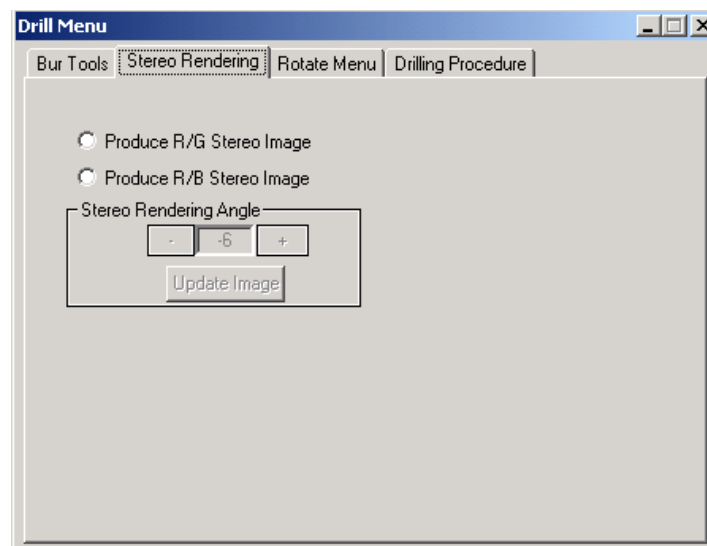 Drill Menu
Bur Tools Stereo Rendering Rotate Menu Drilling Procedure
Produce R/G Stereo Image
Produce R/B Stereo Image
Stereo Rendering Angle
- -6 +
Update Image